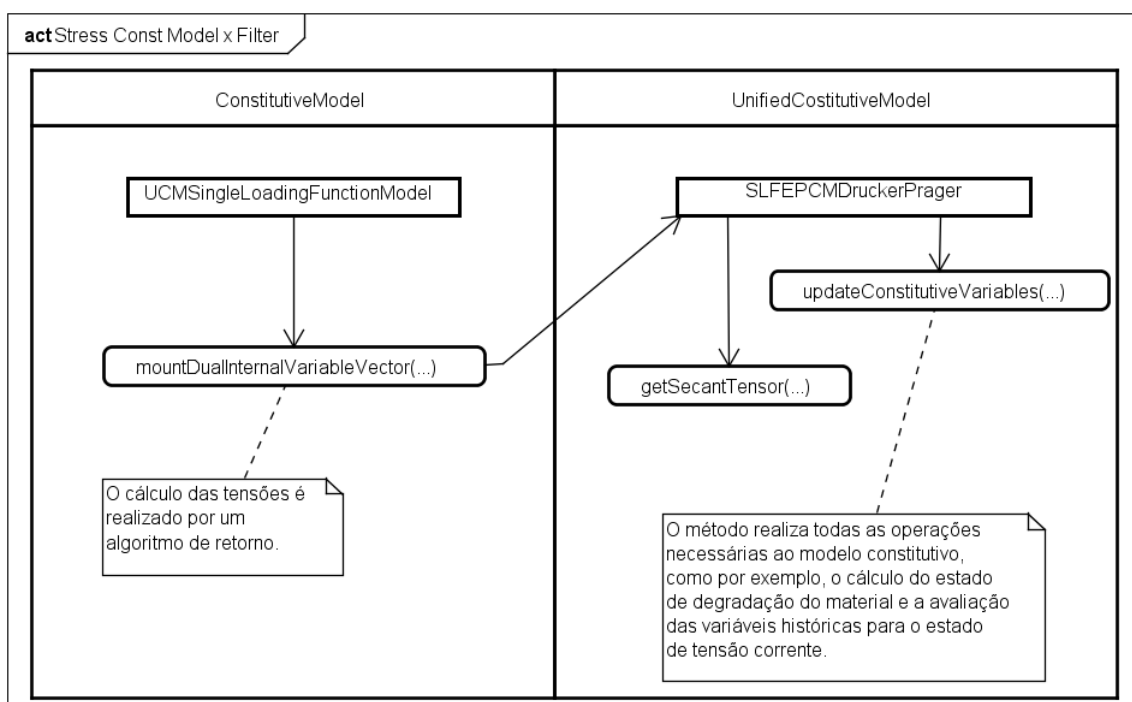 act Stress Const Model x Filter
ConstitutiveModel
UnifiedCostitutiveModel
UCMSingleLoadingFunctionModel
SLFEPCMDruckerPrager
updateConstitutiveVariables(...)
mountDualInternalVariableVector(...)
getSecantTensor(...)
O cálculo das tensões é
realizado por um
algoritmo de retorno.
O método realiza todas as operações
necessárias ao modelo constitutivo,
como por exemplo, o cálculo do estado
de degradação do material e a avaliação
das variáveis históricas para o estado
de tensão corrente.